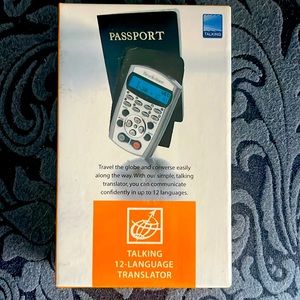 PASSPORT
TALKING
Travel the globe and converse easily
along the way. With our simple, talking
translator, you can communicate
confidently in up to 12 languages.
TALKING
12-LANGUAGE
TRANSLATOR